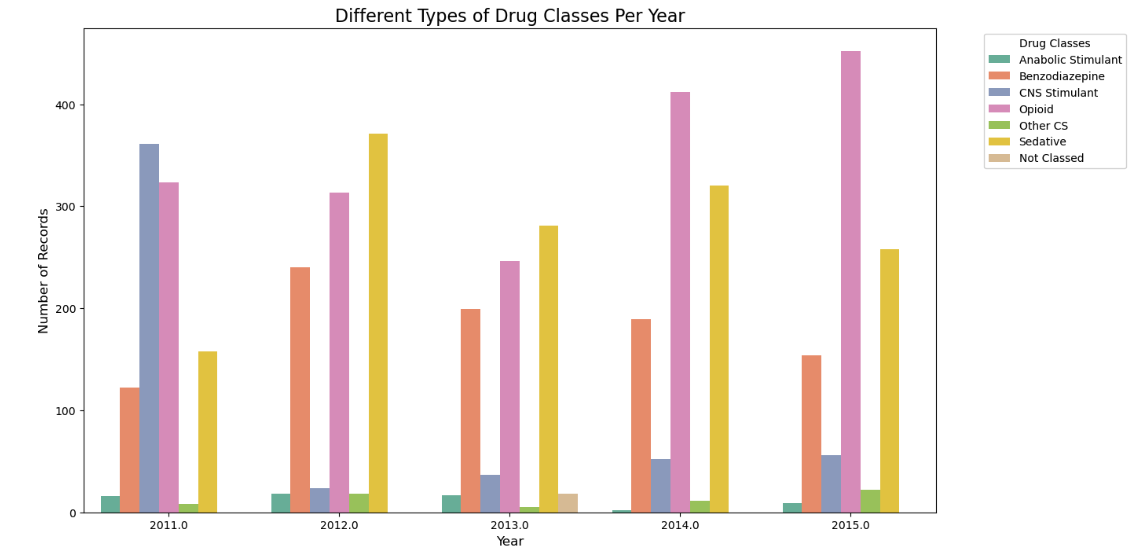 Different Types of Drug Classes Per Year
Drug Classes
Anabolic Stimulant
Benzodiazepine
CNS Stimulant
Opioid
Other CS
Sedative
Not Classed
Number of Records
400
300
200
100
0
2011.0 2012.0 2013.0 2014.0 2015.0
Year